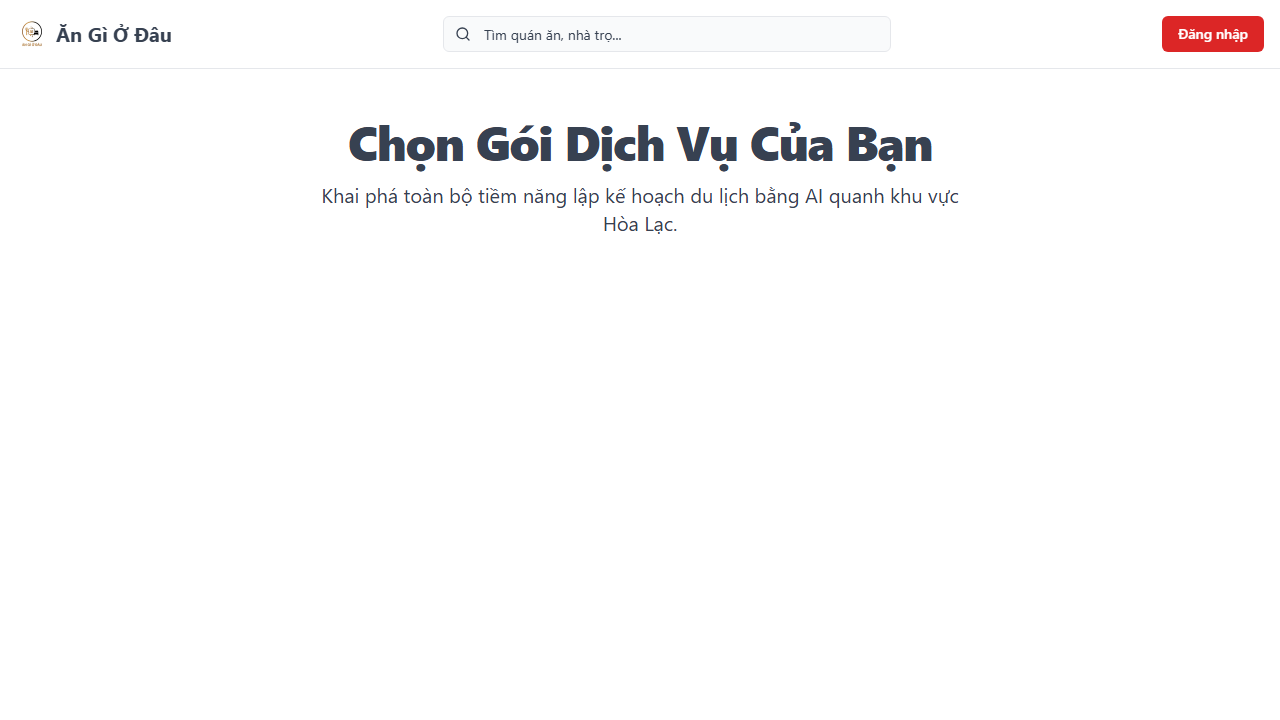 Ăn Gì Ở Đâu
Tìm quán ăn, nhà trọ...
Đăng nhập
Chọn Gói Dịch Vụ Của Bạn
Khai phá toàn bộ tiềm năng lập kế hoạch du lịch bằng AI quanh khu vực
Hòa Lạc.